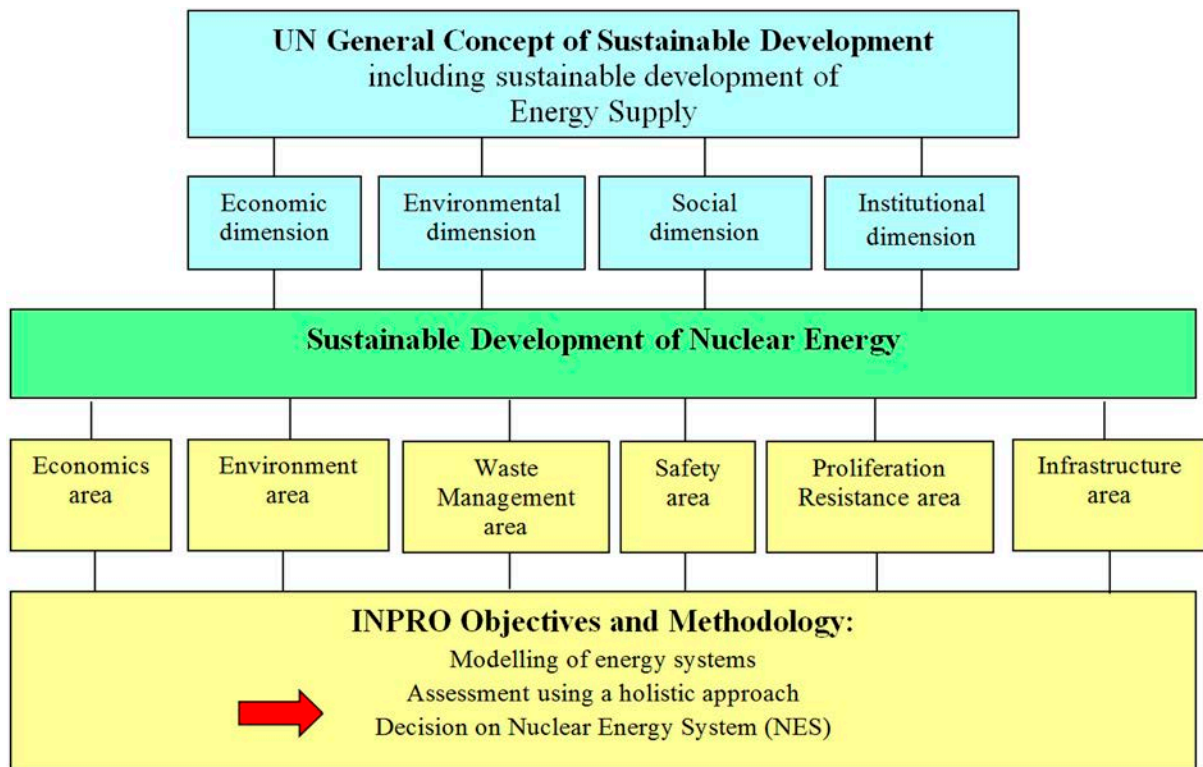 UN General Concept of Sustainable Development
including sustainable development of
Energy Supply
Economic
dimension
Environmental
dimension
Social
dimension
Institutional
dimension
Sustainable Development of Nuclear Energy
Economics
area
Environment
area
Waste
Management
area
Safety
area
Proliferation
Resistance area
Infrastructure
area
INPRO Objectives and Methodology:
Modelling of energy systems
Assessment using a holistic approach
Decision on Nuclear Energy System (NES)